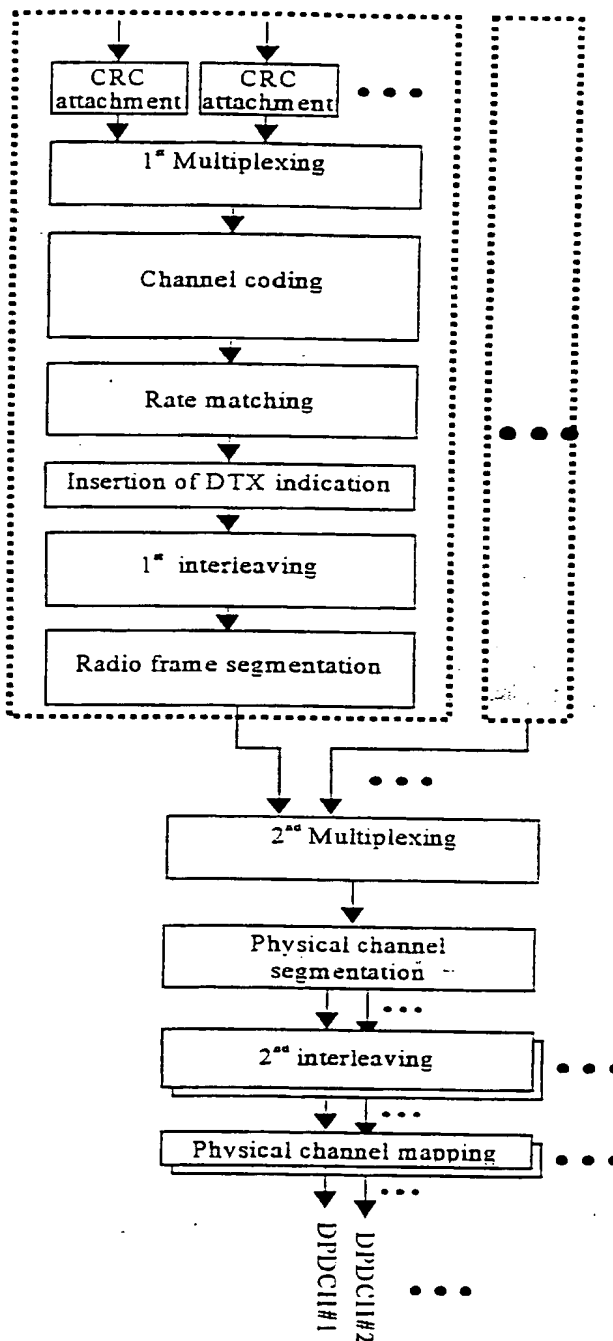 CRC
attachment
CRC
attachment
1st Multiplexing
Channel coding
Rate matching
Insertion of DTX indication
1st interleaving
Radio frame segmentation
2nd Multiplexing
Physical channel
segmentation
2nd interleaving
Physical channel mapping
DPDCH#1
DPDCH#2